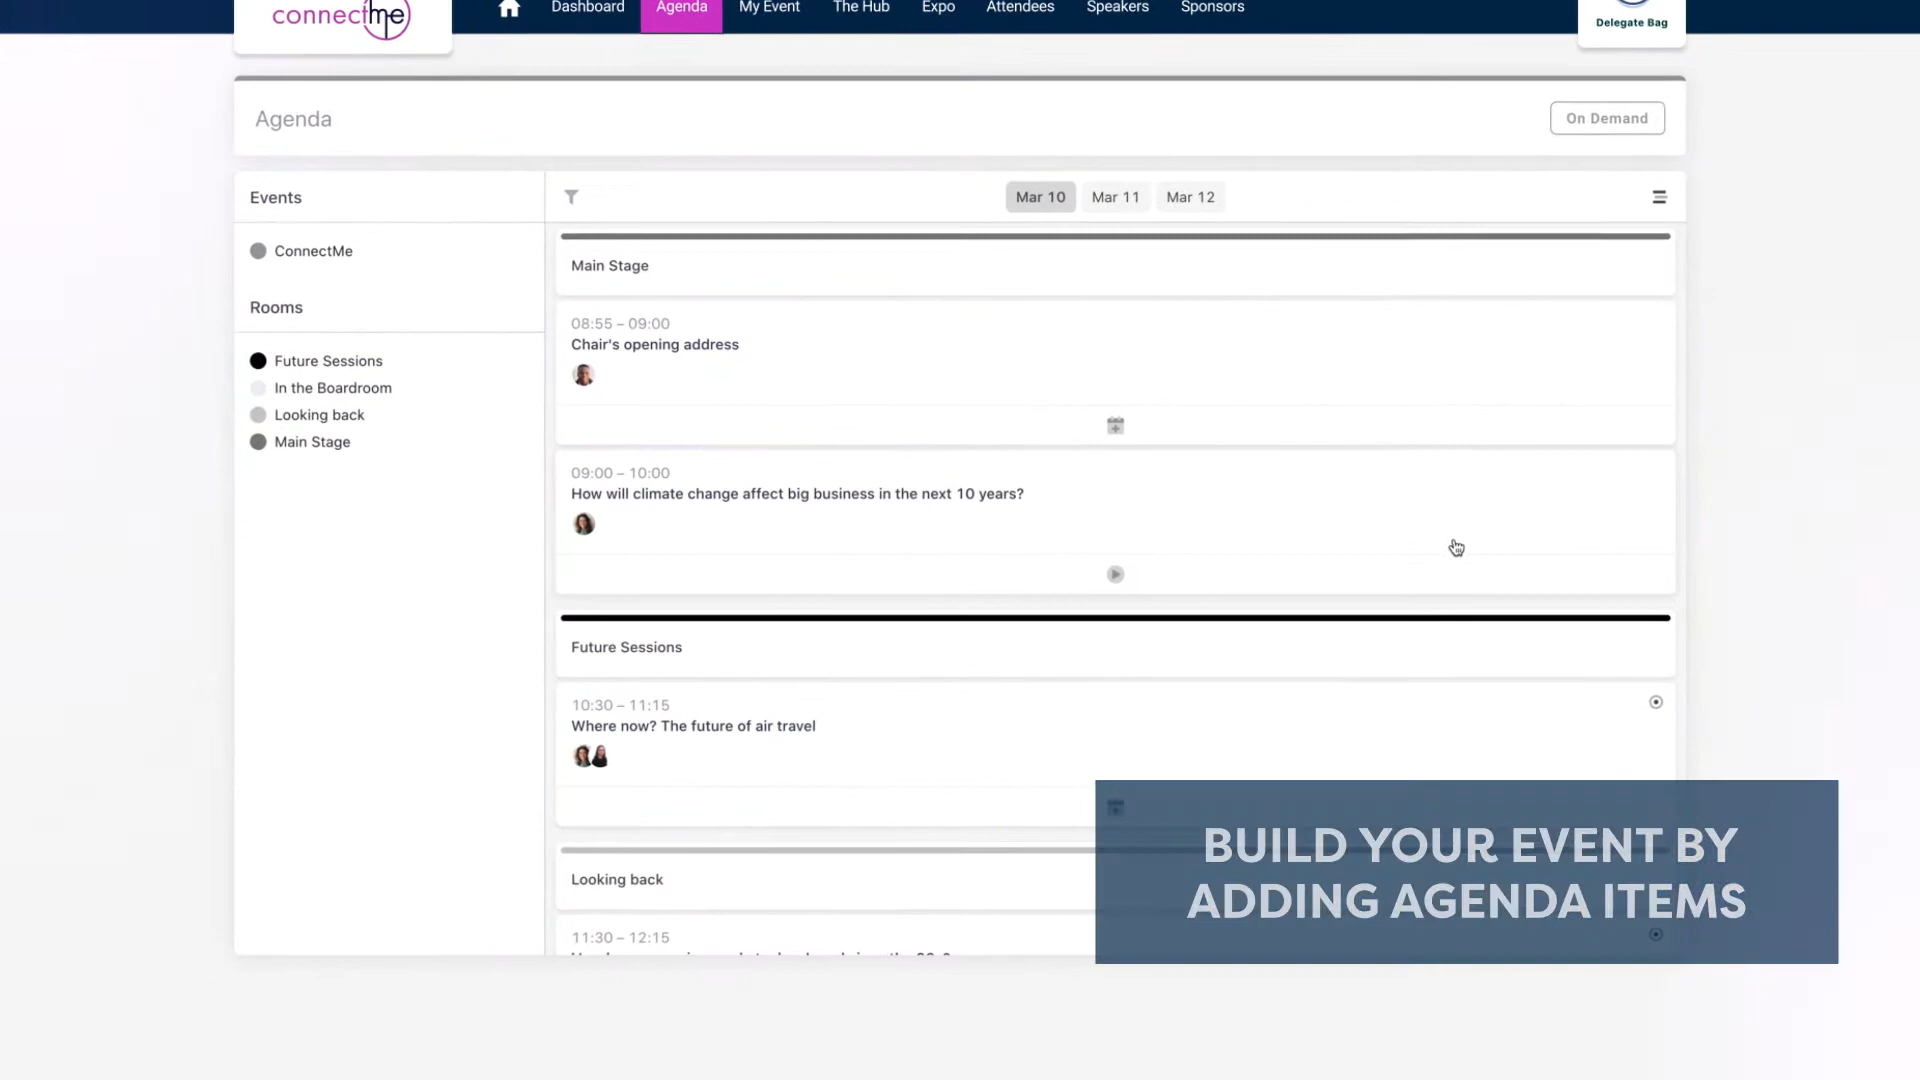 connectme
Dashboard
Agenda
My Event
The Hub
Expo
Attendees
Speakers
Sponsors
Delegate Bag
Agenda
On Demand
Events
Mar 10
Mar 11
Mar 12
ConnectMe
Rooms
Future Sessions
In the Boardroom
Looking back
Main Stage
Main Stage
08:55 – 09:00
Chair's opening address
09:00 – 10:00
How will climate change affect big business in the next 10 years?
Future Sessions
10:30 – 11:15
Where now? The future of air travel
Looking back
11:30 – 12:15
BUILD YOUR EVENT BY
ADDING AGENDA ITEMS